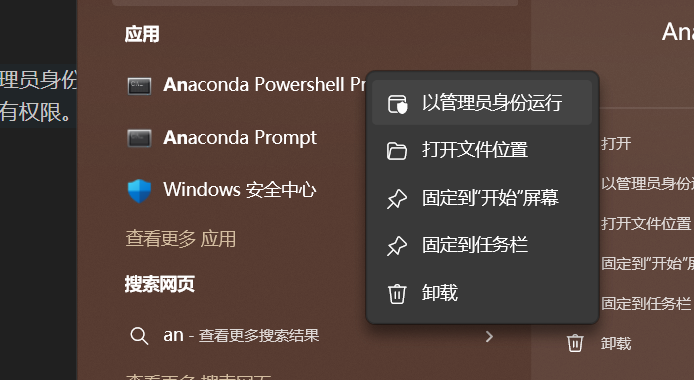 应用
Ana
理员身份
有权限。
Anaconda Powershell Pr
以管理员身份运行
Anaconda Prompt
打开
打开文件位置
Windows 安全中心
以管理员身份运
固定到“开始”屏幕
打开文件位置
查看更多 应用
固定到任务栏
固定到“开始”屏
搜索网页
卸载
固定到任务栏
an - 查看更多搜索结果
卸载